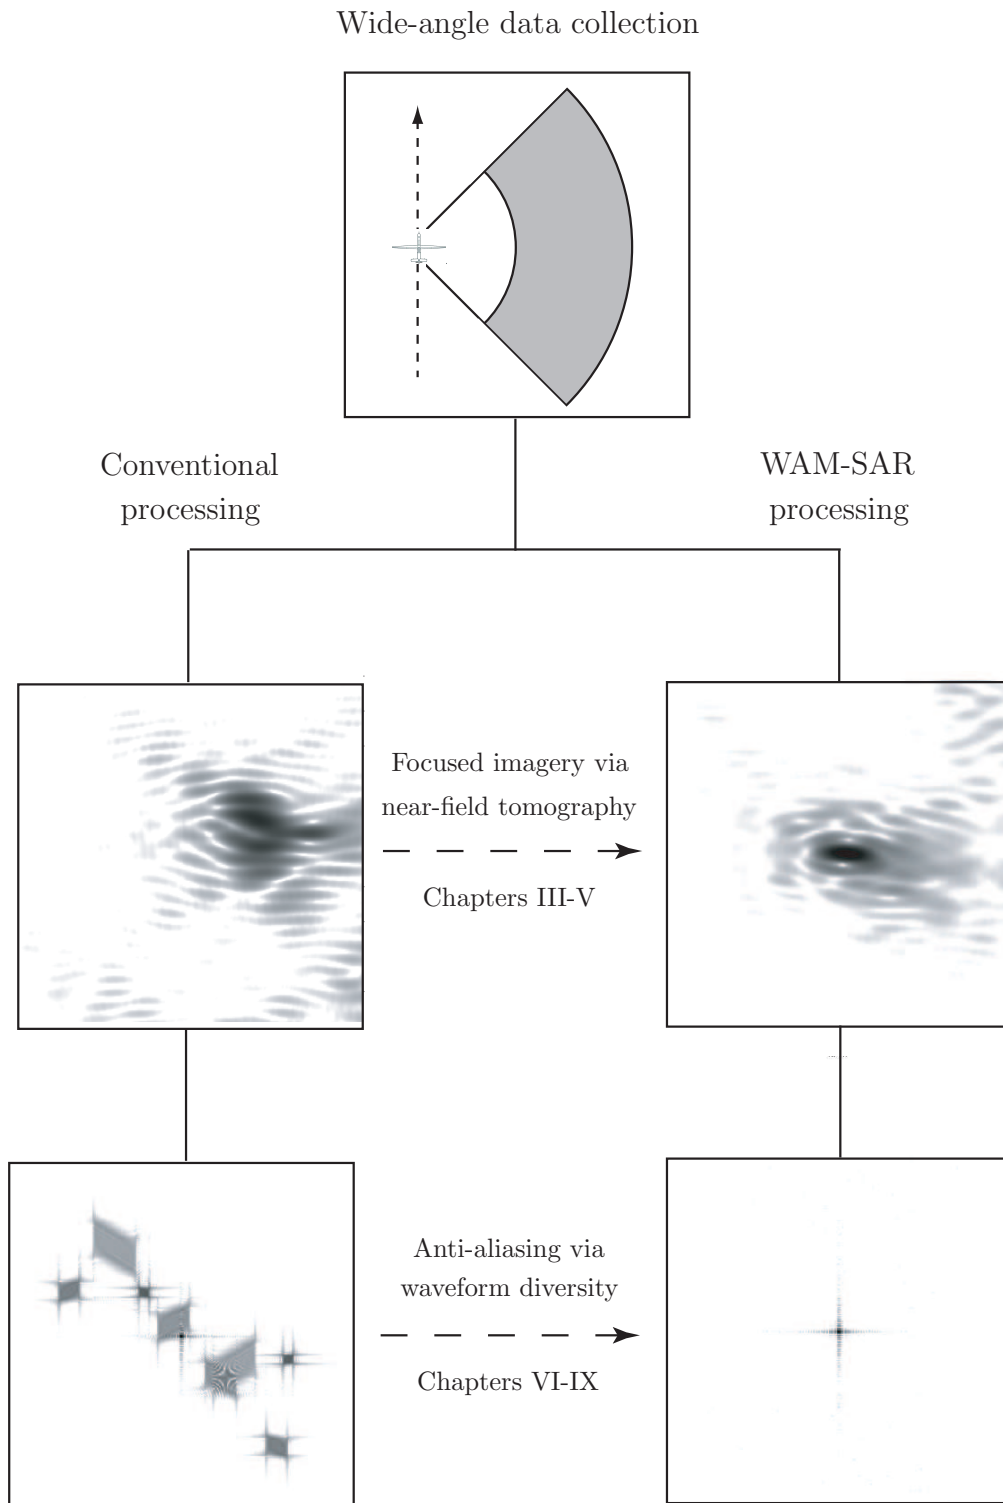 Wide-angle data collection
Conventional
processing
WAM-SAR
processing
Focused imagery via
near-field tomography
Chapters III-V
Anti-aliasing via
waveform diversity
Chapters VI-IX